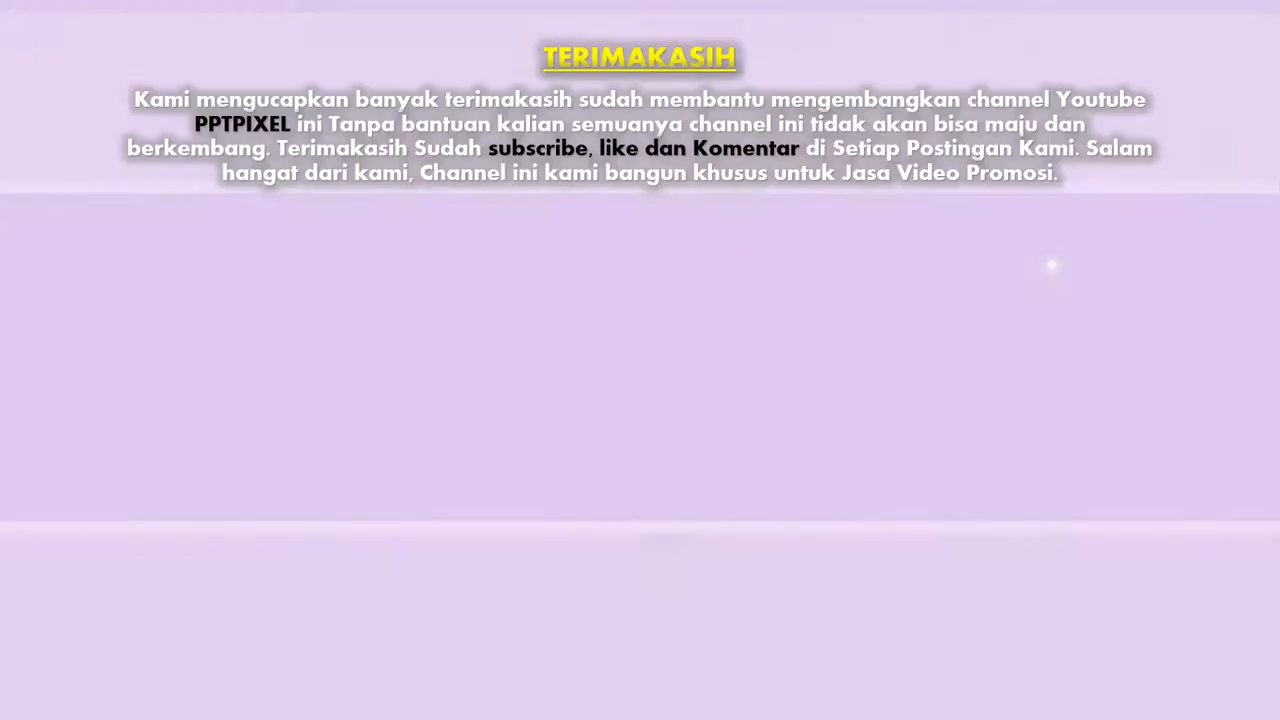 TERIMAKASIH
Kami mengucapkan banyak terimakasih sudah membantu mengembangkan channel Youtube
PPTPIXEL ini Tanpa bantuan kalian semuanya channel ini tidak akan bisa maju dan
berkembang. Terimakasih Sudah subscribe, like dan Komentar di Setiap Postingan Kami. Salam
hangat dari kami, Channel ini kami bangun khusus untuk Jasa Video Promosi.